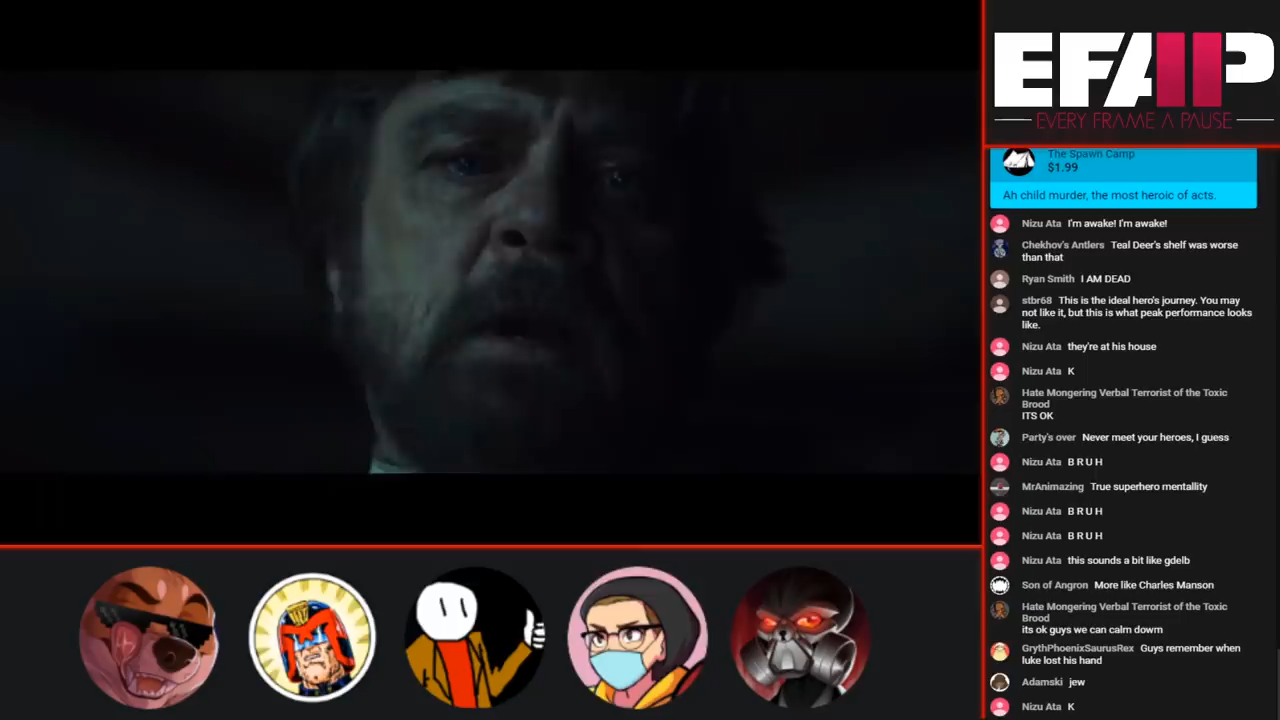 EFAP
EVERY FRAME A PAUSE
The Spawn Camp
$1.99
Ah child murder, the most heroic of acts.
Nizu Ata I'm awake! I'm awake!
Chekhov's Antlers Teal Deer's shelf was worse
than that
Ryan Smith I AM DEAD
stbr68 This is the ideal hero's journey. You may
not like it, but this is what peak performance looks
like.
Nizu Ata they're at his house
Nizu Ata K
Hate Mongering Verbal Terrorist of the Toxic
Brood
ITS OK
Party's over Never meet your heroes, I guess
Nizu Ata B R U H
MrAnimazing True superhero mentallity
Nizu Ata B R U H
Nizu Ata B R U H
Nizu Ata this sounds a bit like gdelb
Son of Angron More like Charles Manson
Hate Mongering Verbal Terrorist of the Toxic
Brood
its ok guys we can calm dowm
GrythPhoenixSaurusRex Guys remember when
luke lost his hand
Adamski jew
Nizu Ata K